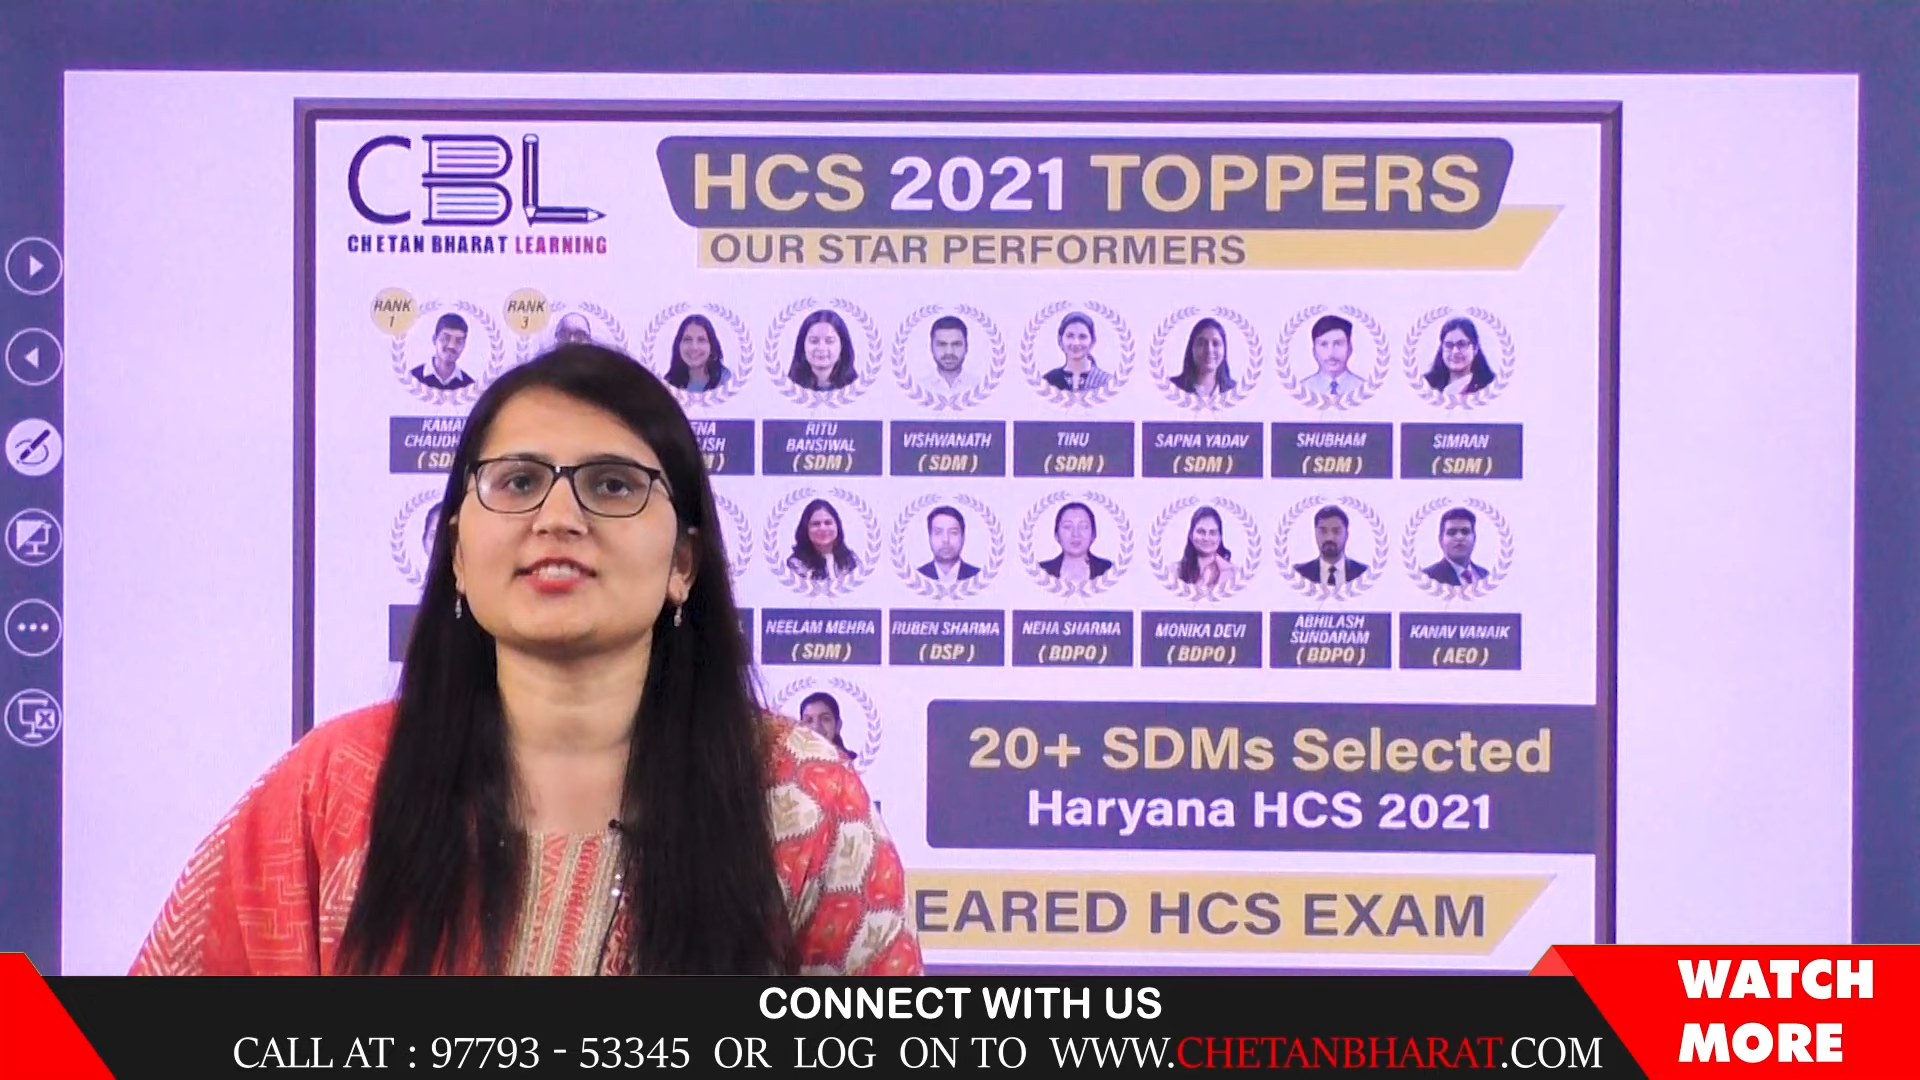 CBL
CHETAN BHARAT LEARNING
HCS 2021 TOPPERS
OUR STAR PERFORMERS
RANK
1
RANK
3
RITU
BANSIWAL
(SDM)
VISHWANATH
(SDM)
TINU
(SDM)
SAPNA YADAV
(SDM)
SHUBHAM
(SDM)
SIMRAN
(SDM)
NEELAM MEHRA
(SDM)
RUBEN SHARMA
(DSP)
NEHA SHARMA
(BDPO)
MONIKA DEVI
(BDPO)
ABHILASH
SUNDARAM
(BDPO)
KANAV VANAIK
(AEO)
20+ SDMs Selected
Haryana HCS 2021
EARED HCS EXAM
CONNECT WITH US
CALL AT : 97793 - 53345 OR LOG ON TO WWW.CHETANBHARAT.COM
WATCH
MORE